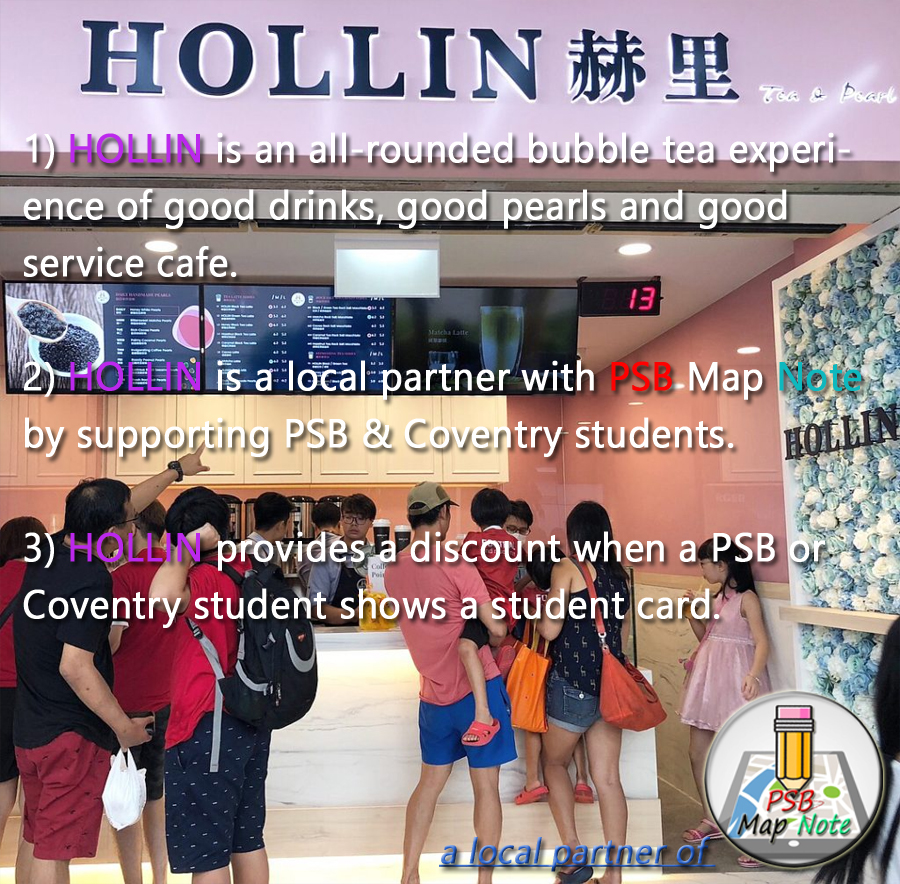 HOLLIN 赫里
Tea & Pearl
1) HOLLIN is an all-rounded bubble tea experi-
ence of good drinks, good pearls and good
service cafe.
13
Matcha Latte
2) HOLLIN is a local partner with PSB Map Note
by supporting PSB & Coventry students.
HOLLIN
3) HOLLIN provides a discount when a PSB or
Coventry student shows a student card.
PSB
Map Note
a local partner of